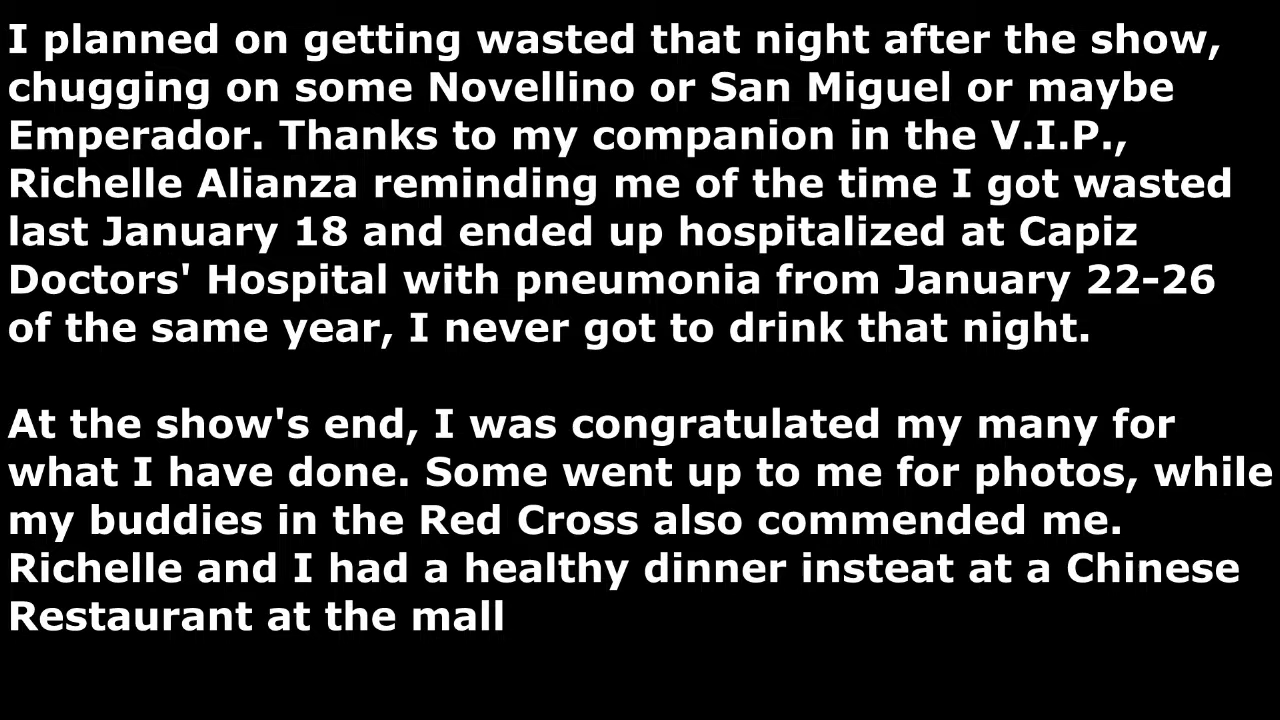 I planned on getting wasted that night after the show,
chugging on some Novellino or San Miguel or maybe
Emperador. Thanks to my companion in the V.I.P.,
Richelle Alianza reminding me of the time I got wasted
last January 18 and ended up hospitalized at Capiz
Doctors' Hospital with pneumonia from January 22-26
of the same year, I never got to drink that night.
At the show's end, I was congratulated my many for
what I have done. Some went up to me for photos, while
my buddies in the Red Cross also commended me.
Richelle and I had a healthy dinner insteat at a Chinese
Restaurant at the mall